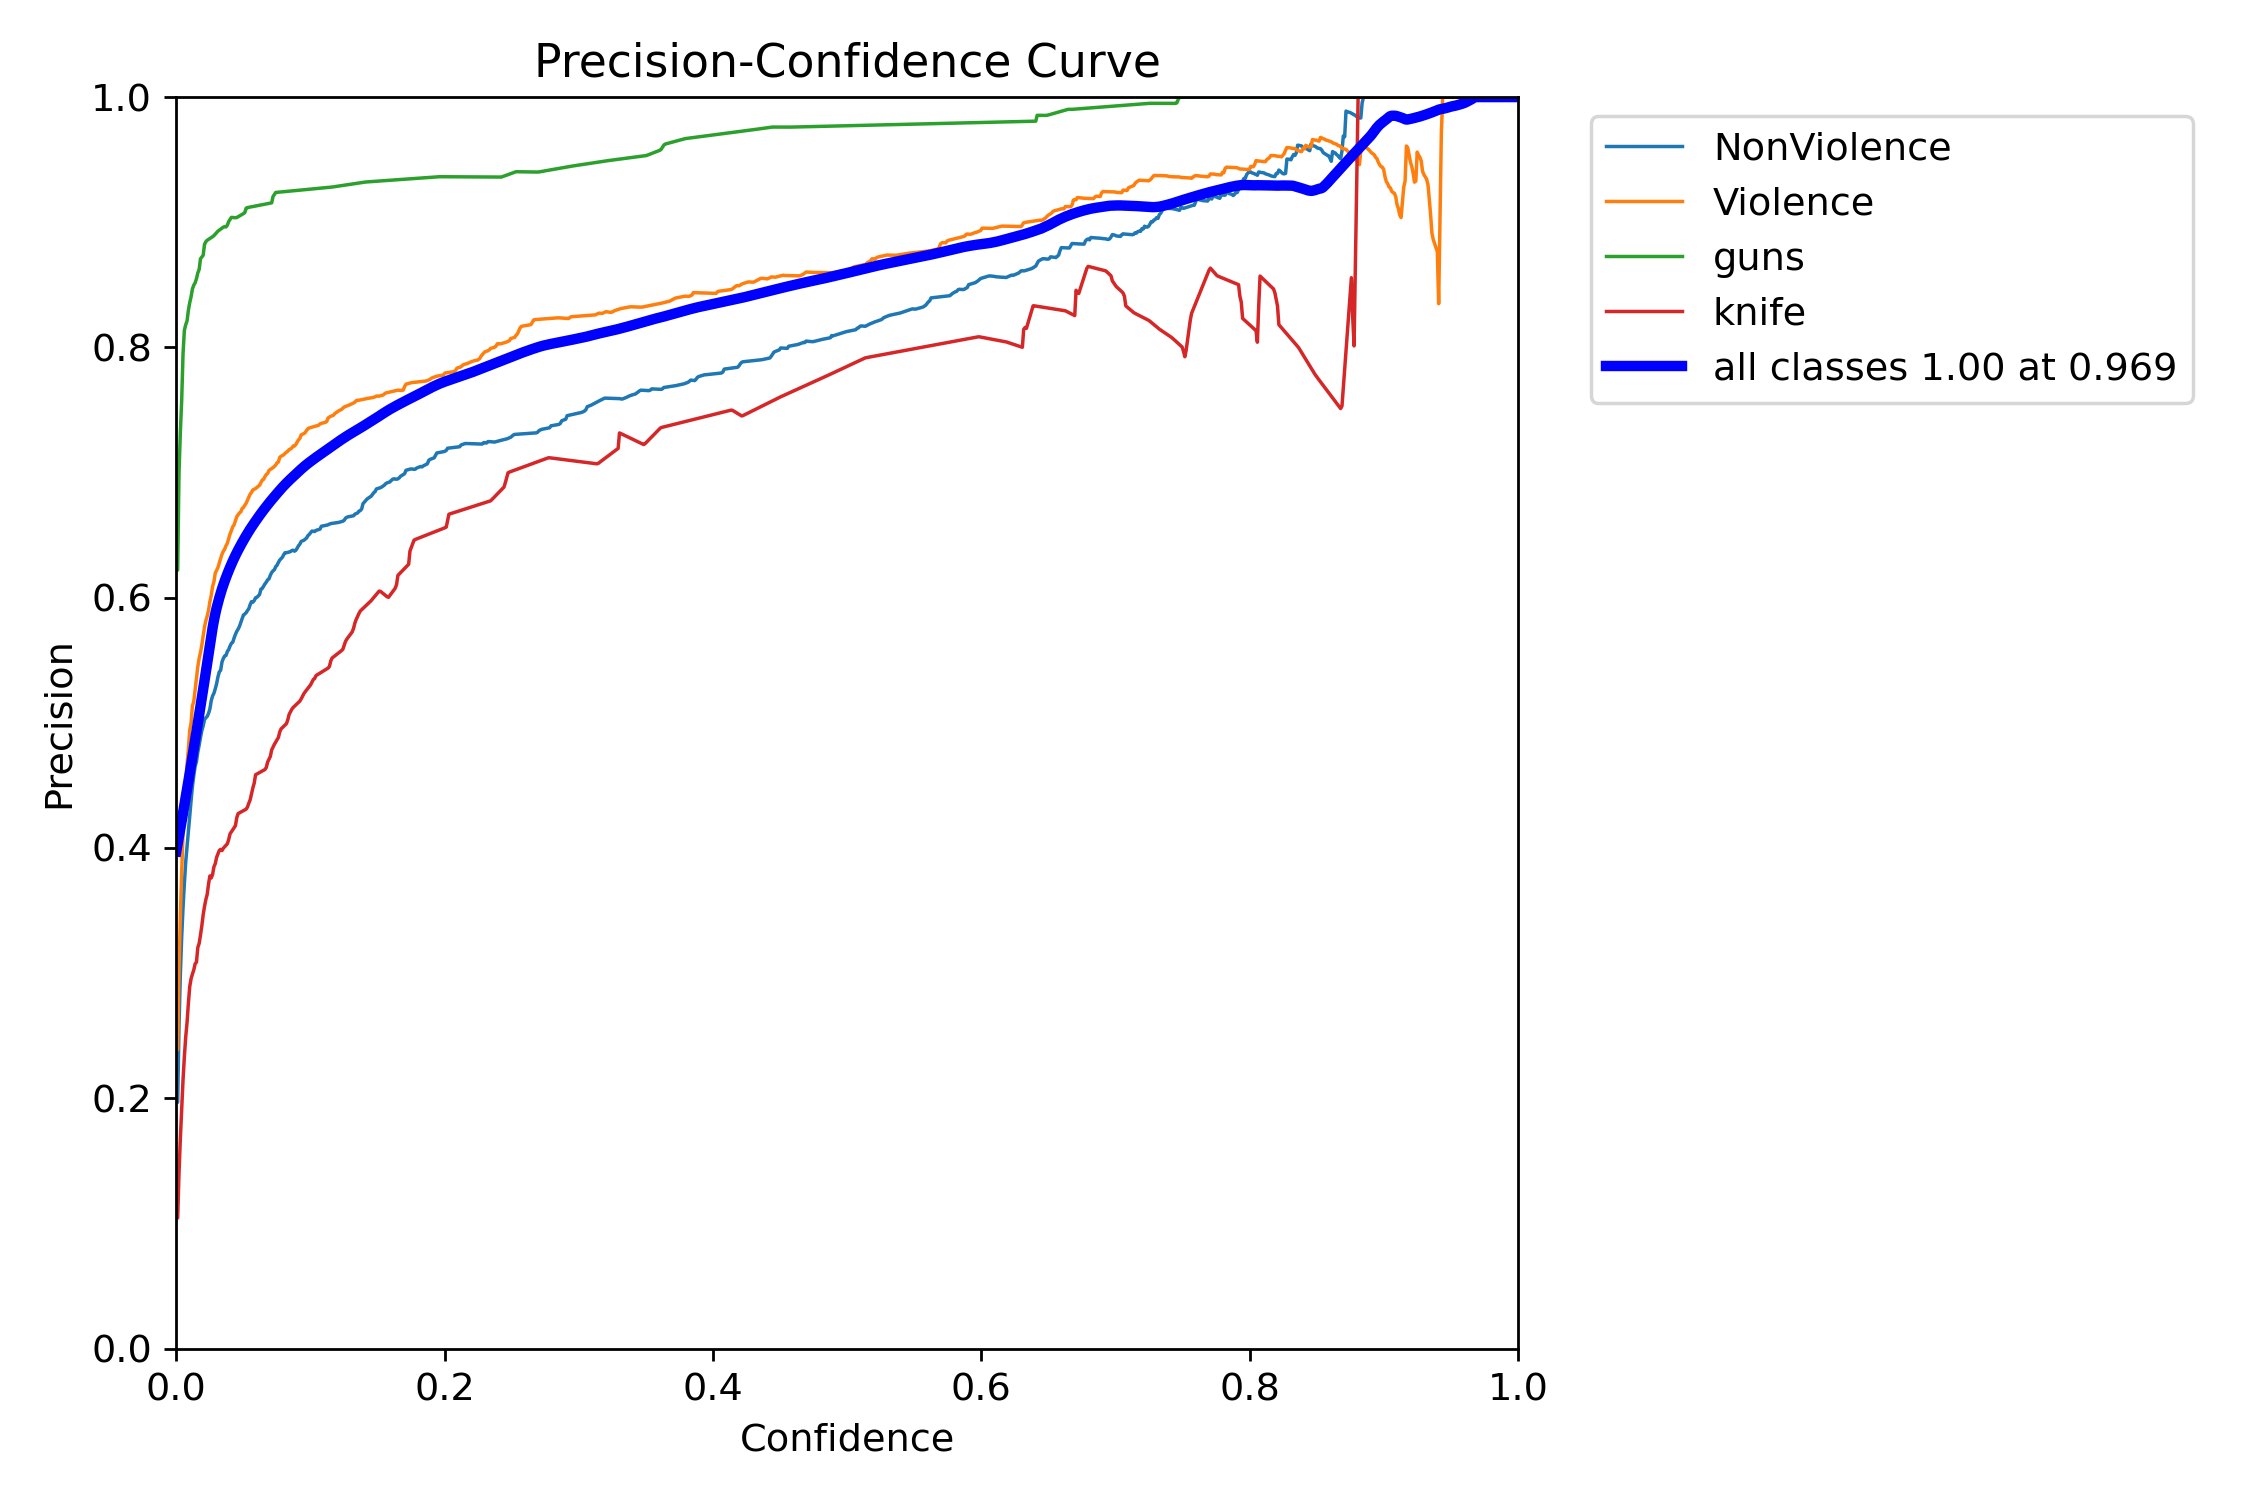 Precision-Confidence Curve
1.0
0.8
0.6
0.4
0.2
0.0
Precision
0.0 0.2 0.4 0.6 0.8 1.0
Confidence
NonViolence
Violence
guns
knife
all classes 1.00 at 0.969